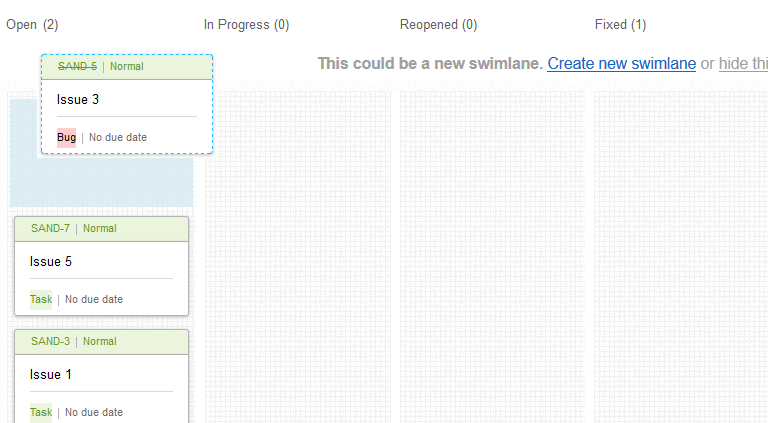 Open (2) In Progress (0) Reopened (0) Fixed (1)
This could be a new swimlane. Create new swimlane or hide thi
SAND-5 | Normal
Issue 3
Bug | No due date
SAND-7 | Normal
Issue 5
Task | No due date
SAND-3 | Normal
Issue 1
Task | No due date